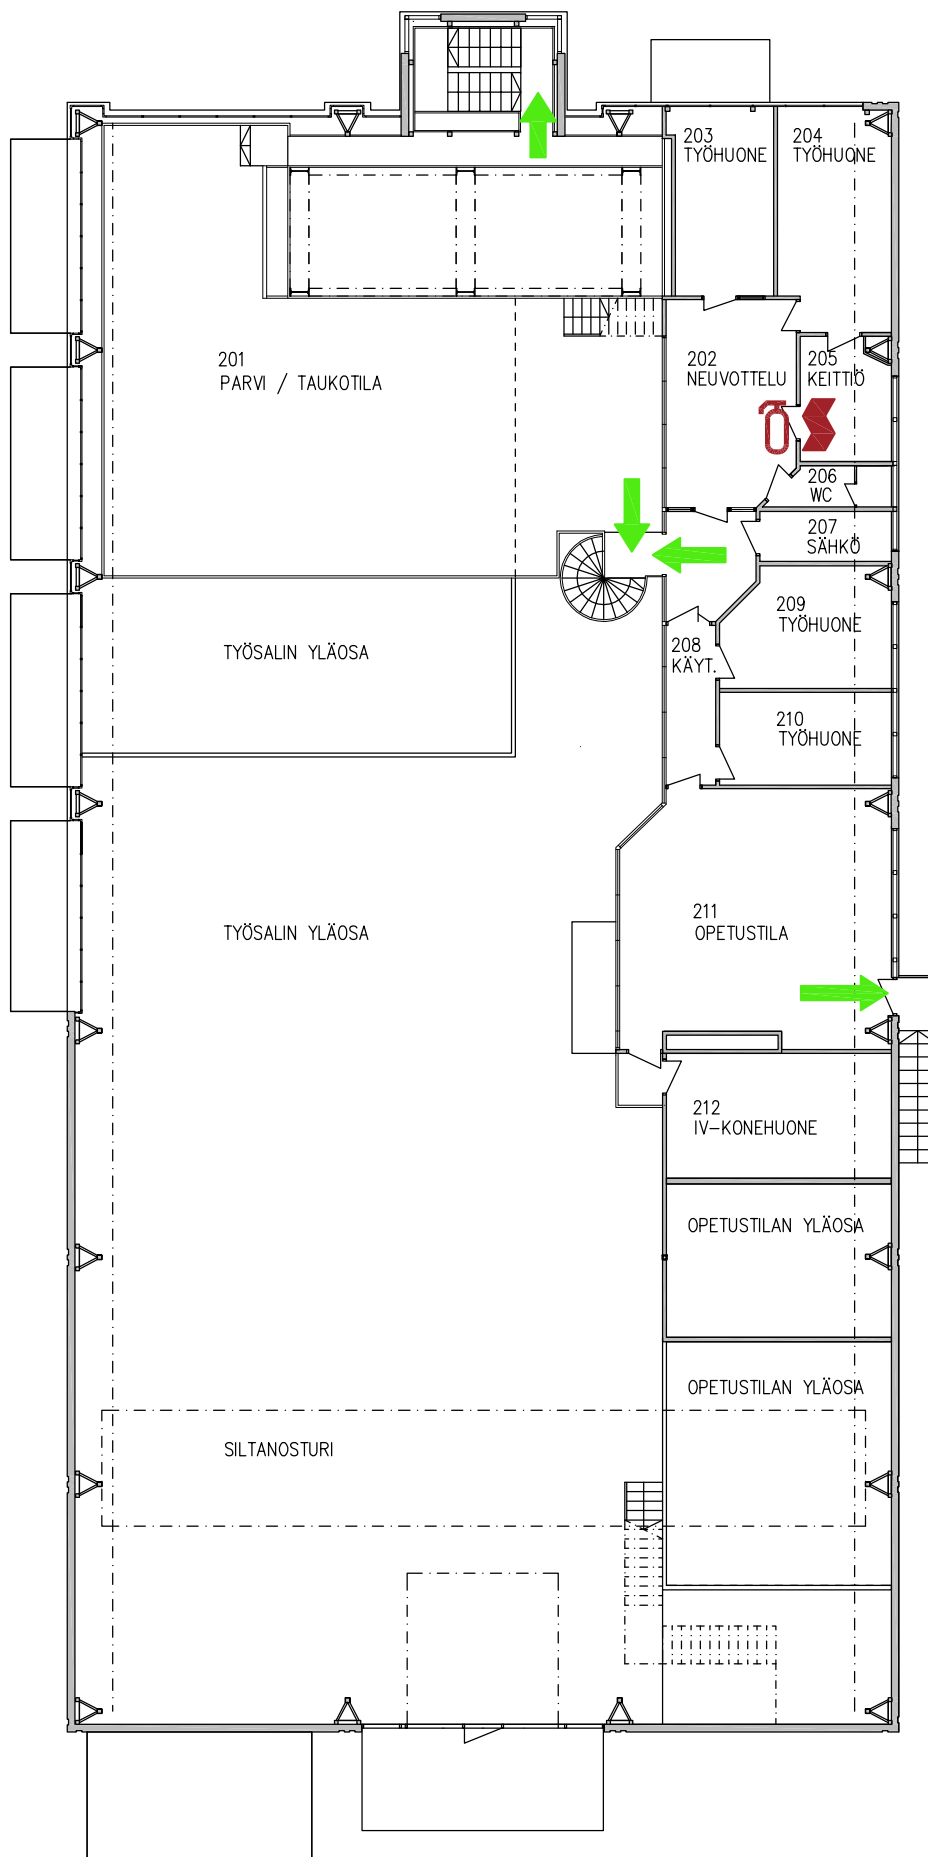 203
TYÖHUONE
204
TYÖHUONE
201
PARVI / TAUKOTILA
202
NEUVOTTELU
205
KEITTIÖ
206
WC
207
SÄHKÖ
209
TYÖHUONE
208
KÄYT.
TYÖSALIN YLÄOSA
210
TYÖHUONE
211
OPETUSTILA
TYÖSALIN YLÄOSA
212
IV-KONEHUONE
OPETUSTILAN YLÄOSA
OPETUSTILAN YLÄOSA
SILTANOSTURI